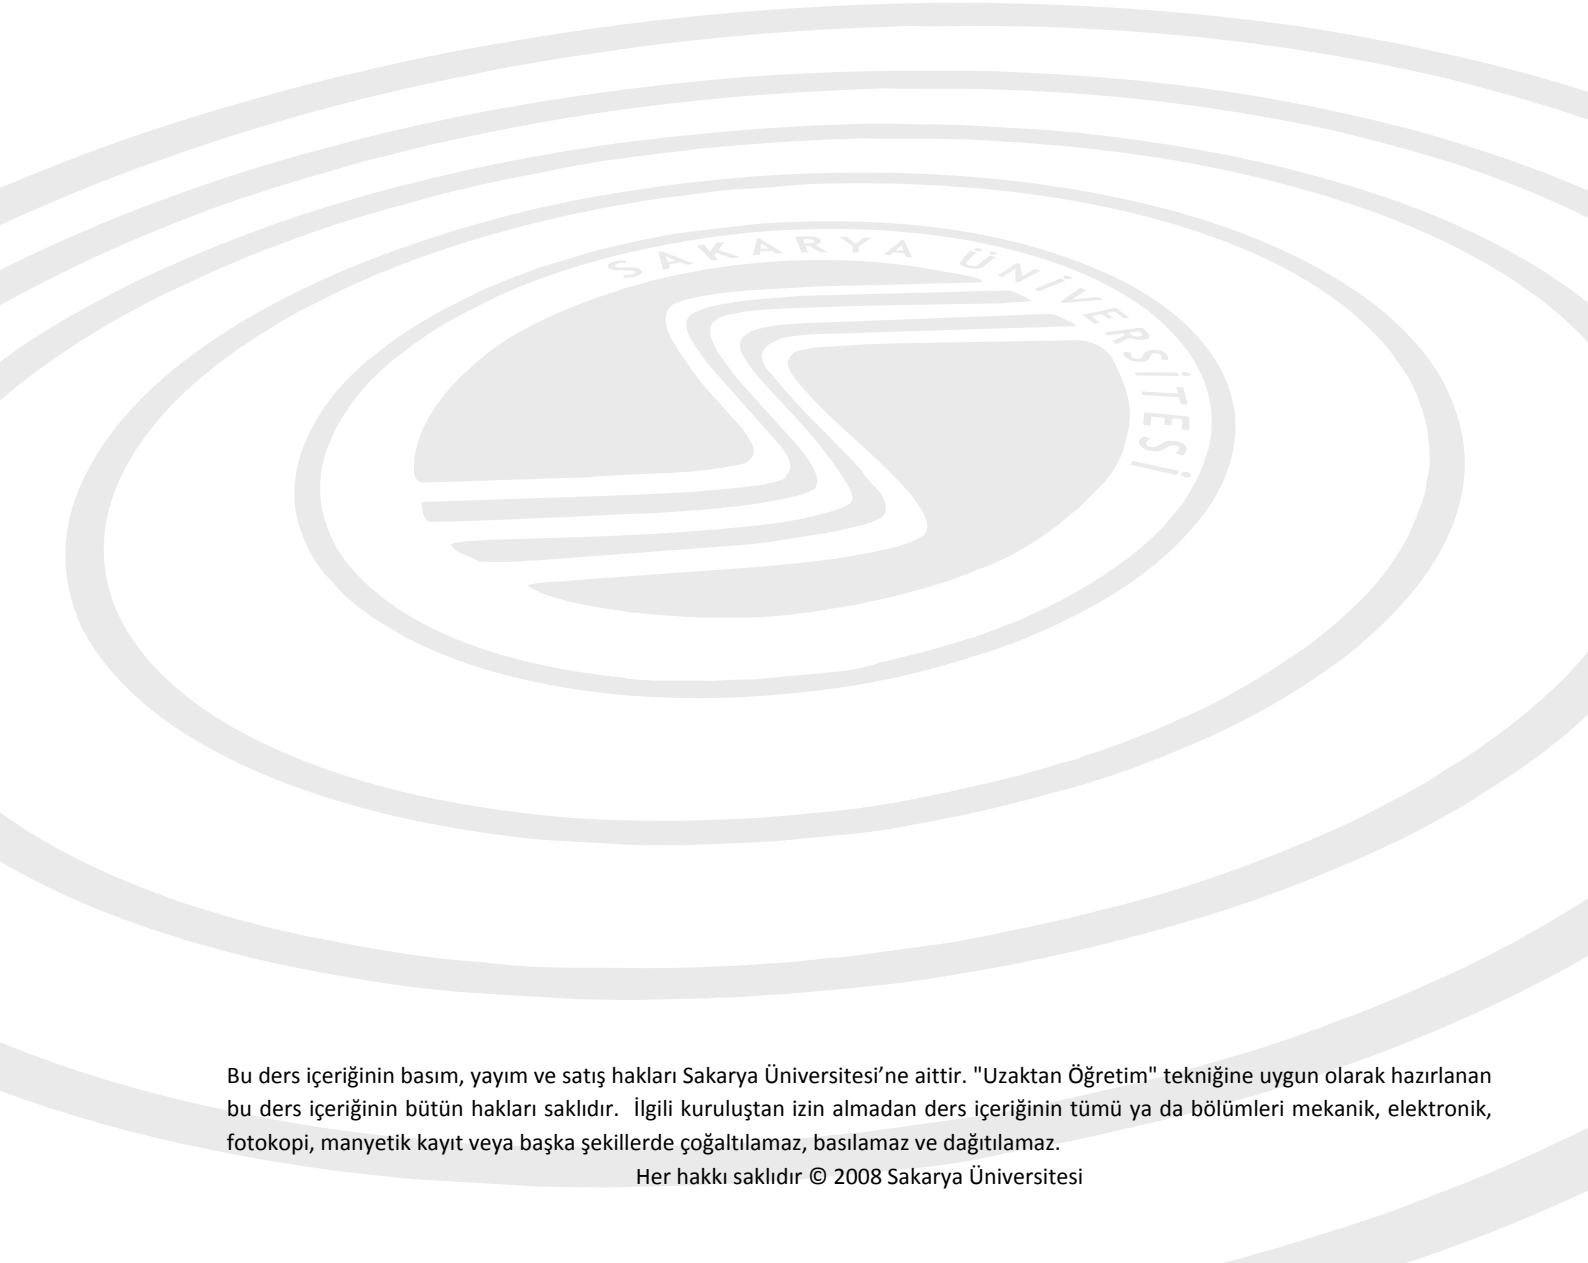 SAKARYA ÜNİVERSİTESİ
Bu ders içeriğinin basım, yayım ve satış hakları Sakarya Üniversitesi’ne aittir. "Uzaktan Öğretim" tekniğine uygun olarak hazırlanan
bu ders içeriğinin bütün hakları saklıdır. İlgili kuruluştan izin almadan ders içeriğinin tümü ya da bölümleri mekanik, elektronik,
fotokopi, manyetik kayıt veya başka şekillerde çoğaltılamaz, basılamaz ve dağıtılamaz.
Her hakkı saklıdır © 2008 Sakarya Üniversitesi